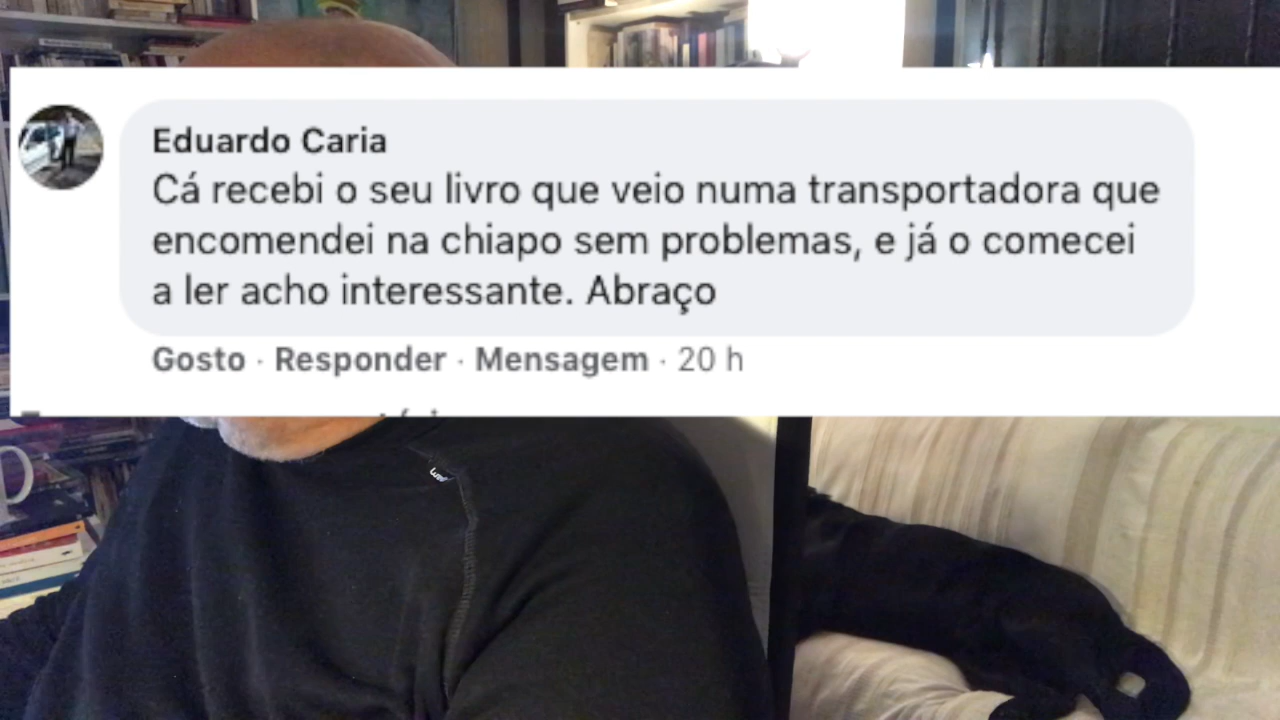 Eduardo Caria
Cá recebi o seu livro que veio numa transportadora que
encomendei na chiapo sem problemas, e já o comecei
a ler acho interessante. Abraço
Gosto · Responder · Mensagem · 20 h